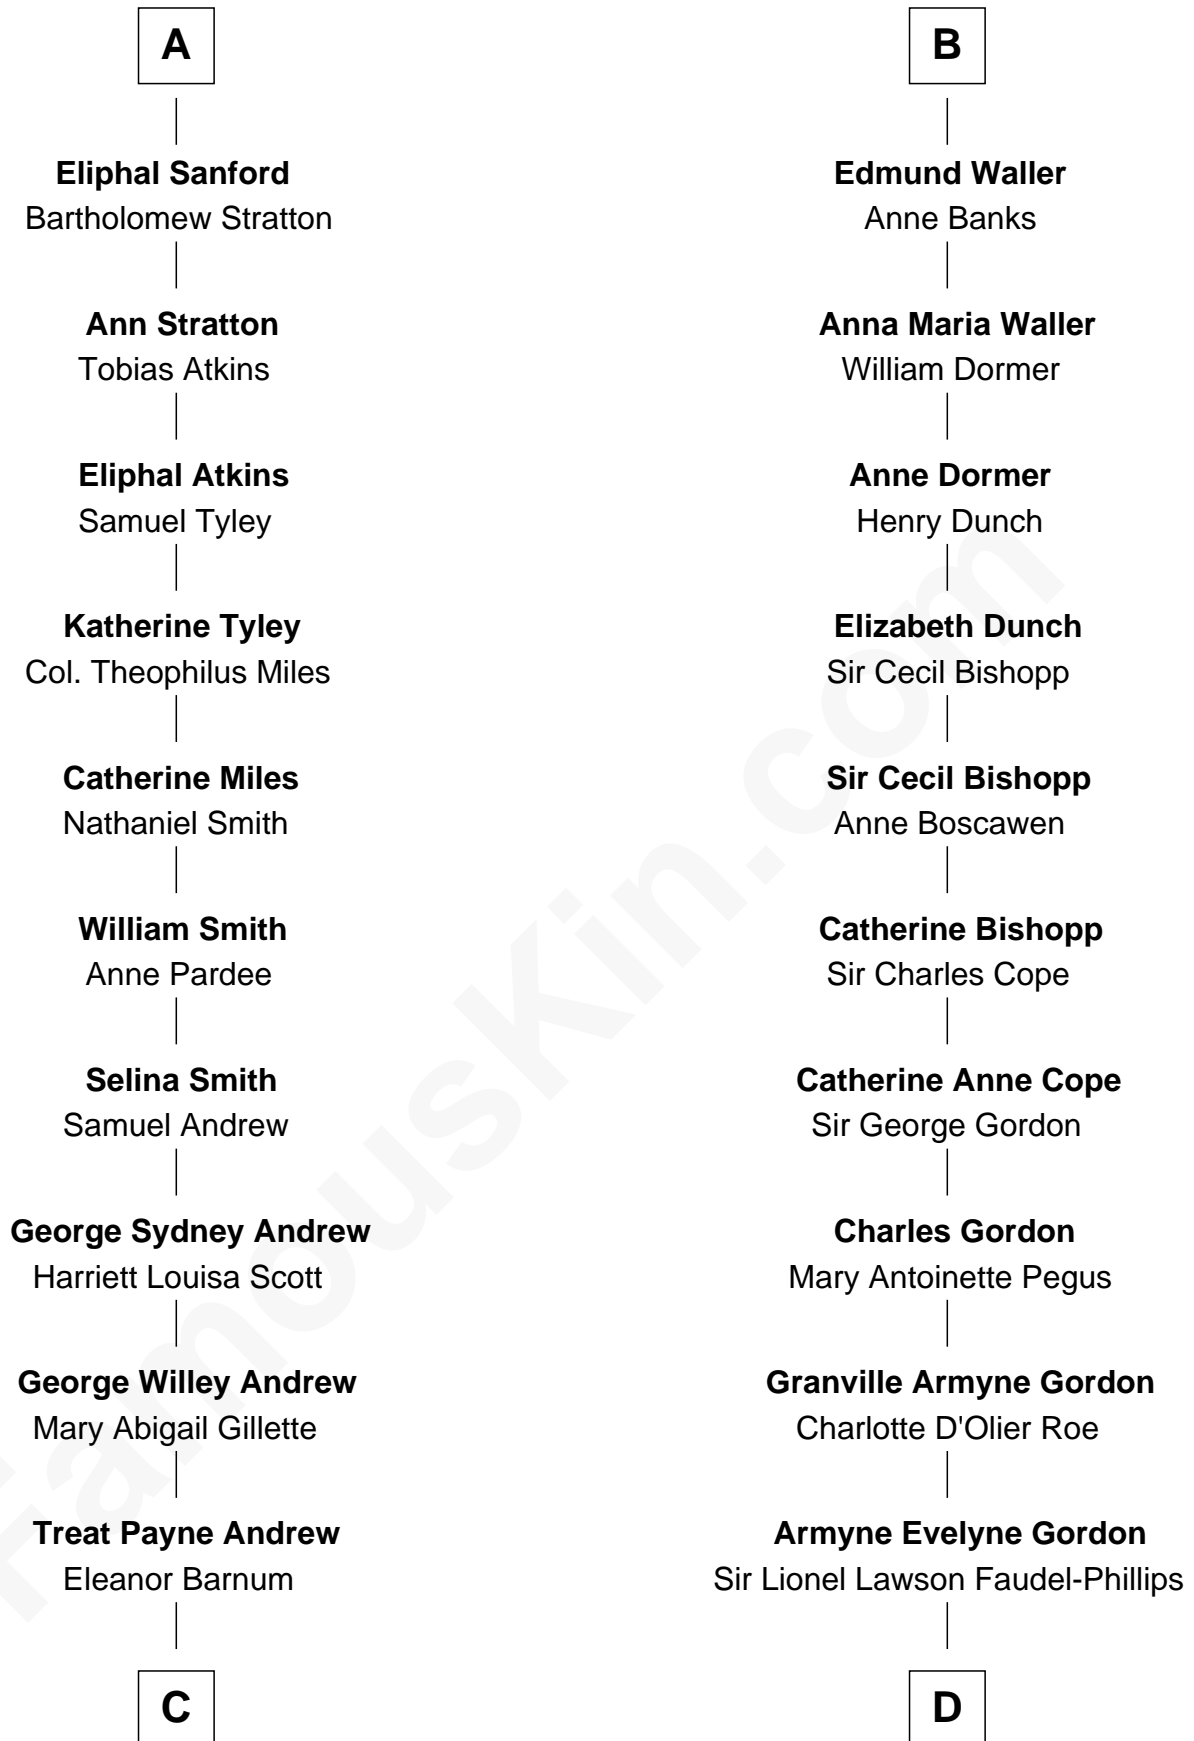 A
Eliphal Sanford
Bartholomew Stratton
Ann Stratton
Tobias Atkins
Eliphal Atkins
Samuel Tyley
Katherine Tyley
Col. Theophilus Miles
Catherine Miles
Nathaniel Smith
William Smith
Anne Pardee
Selina Smith
Samuel Andrew
George Sydney Andrew
Harriett Louisa Scott
George Willey Andrew
Mary Abigail Gillette
Treat Payne Andrew
Eleanor Barnum
C
B
Edmund Waller
Anne Banks
Anna Maria Waller
William Dormer
Anne Dormer
Henry Dunch
Elizabeth Dunch
Sir Cecil Bishopp
Sir Cecil Bishopp
Anne Boscawen
Catherine Bishopp
Sir Charles Cope
Catherine Anne Cope
Sir George Gordon
Charles Gordon
Mary Antoinette Pegus
Granville Armyne Gordon
Charlotte D'Olier Roe
Armyne Evelyne Gordon
Sir Lionel Lawson Faudel-Phillips
D
FamousKin.com